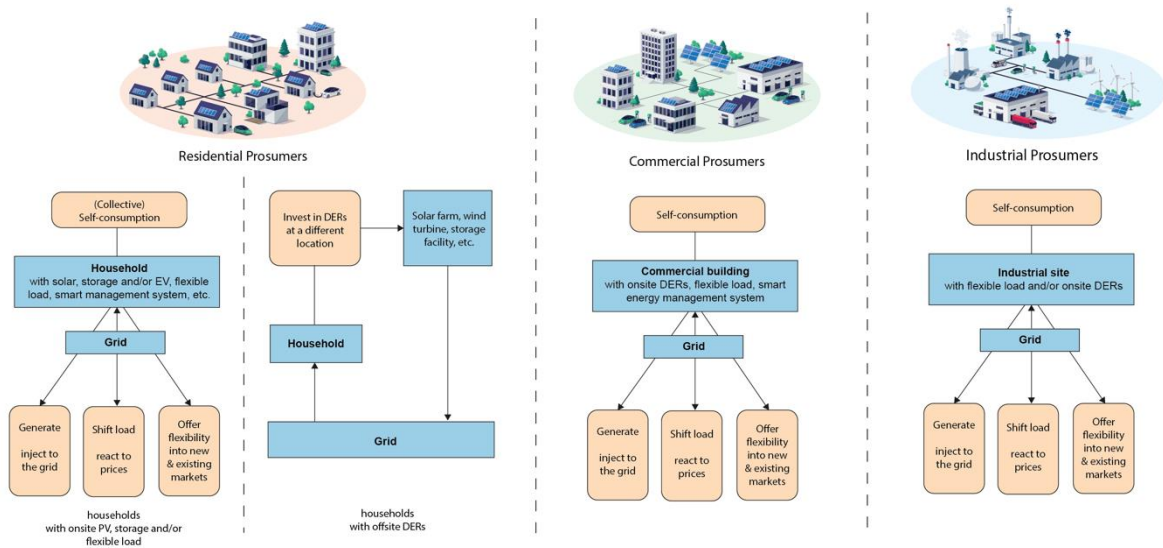 Residential Prosumers
(Collective)
Self-consumption
Household
with solar, storage and/or EV, flexible
load, smart management system, etc.
Grid
Generate
inject to
the grid
Shift load
react to
prices
Offer
flexibility
into new
& existing
markets
households
with onsite PV, storage and/or
flexible load
Invest in DERs
at a different
location
Solar farm, wind
turbine, storage
facility, etc.
Household
Grid
households
with offsite DERs
Commercial Prosumers
Self-consumption
Commercial building
with onsite DERs, flexible load, smart
energy management system
Grid
Generate
inject to
the grid
Shift load
react to
prices
Offer
flexibility
into new
& existing
markets
Industrial Prosumers
Self-consumption
Industrial site
with flexible load and/or onsite DERs
Grid
Generate
inject to
the grid
Shift load
react to
prices
Offer
flexibility
into new
& existing
markets